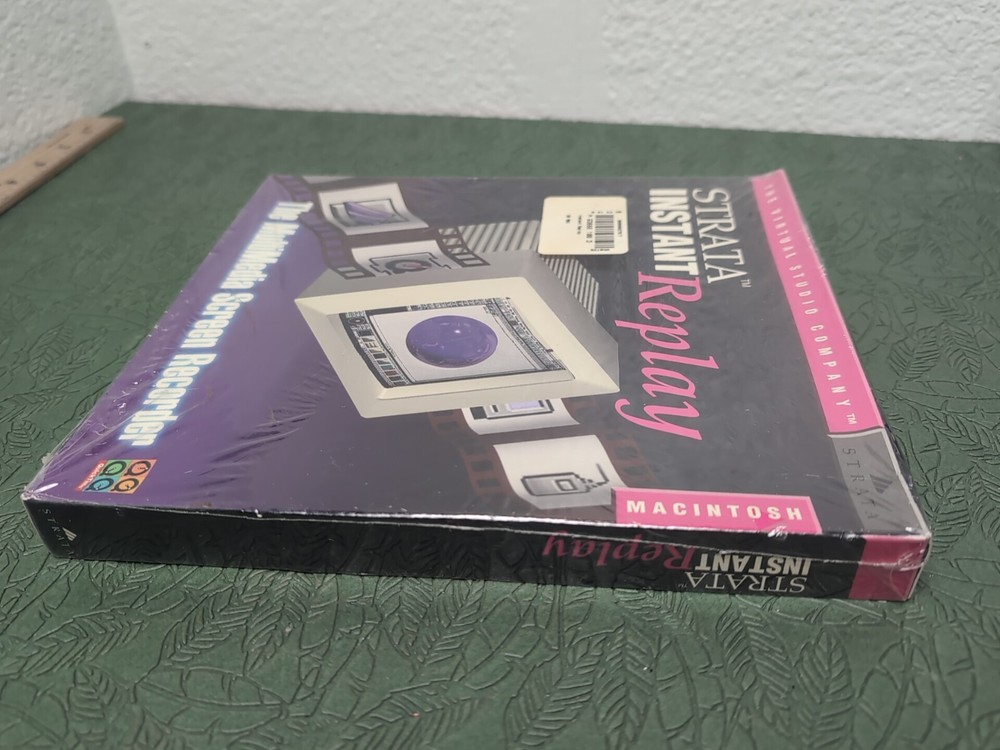 THE VIRTUAL STUDIO COMPANY™
STRATA
STRATA™
INSTANT
Replay
The MultiMedia Screen Recorder
MACINTOSH
STRATA™
INSTANT
Replay
STRATA